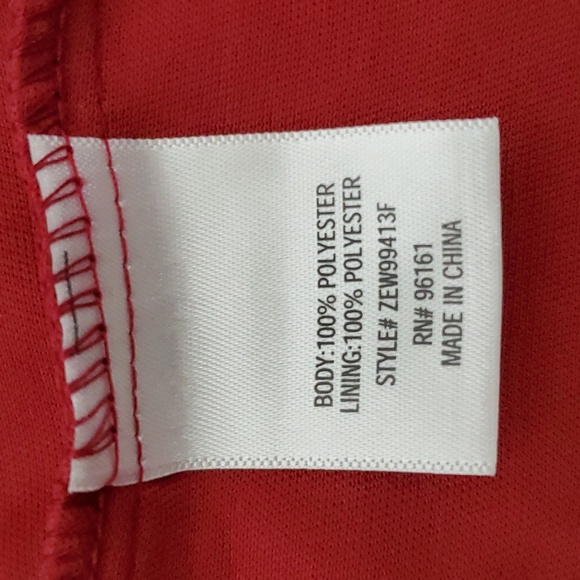 BODY:100% POLYESTER
LINING:100% POLYESTER
STYLE# ZEW99413F
RN# 96161
MADE IN CHINA